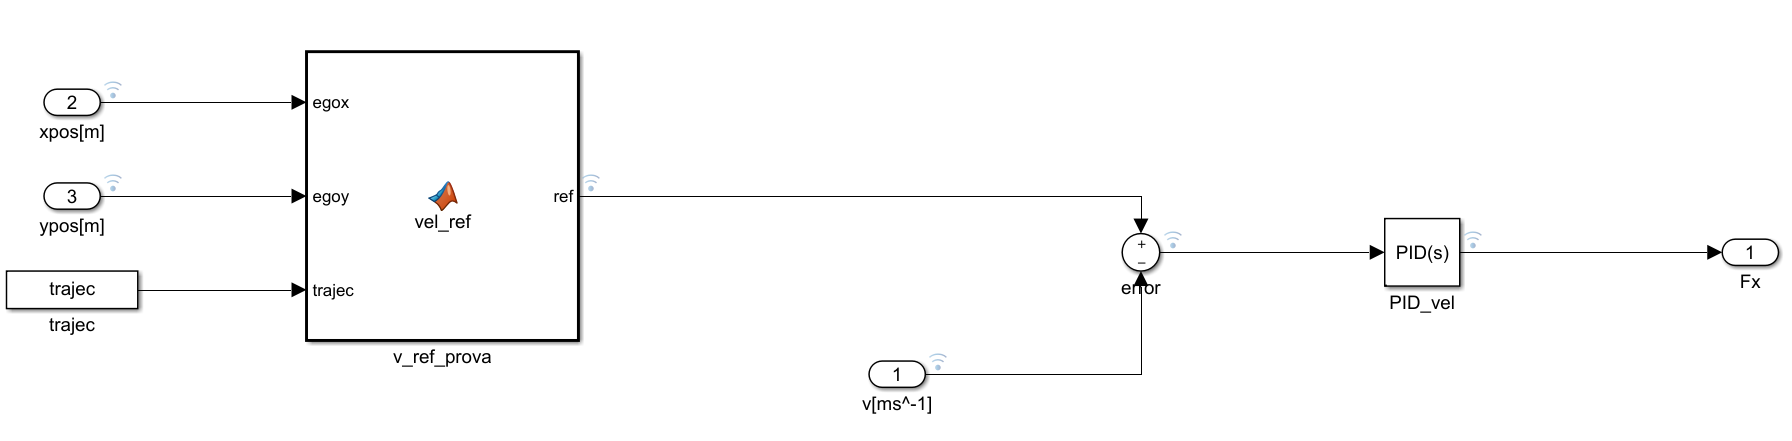 2
xpos[m]
3
ypos[m]
trajec
trajec
egox
egoy
trajec
vel_ref
ref
v_ref_prova
+
−
error
1
v[ms^-1]
PID(s)
PID_vel
1
Fx